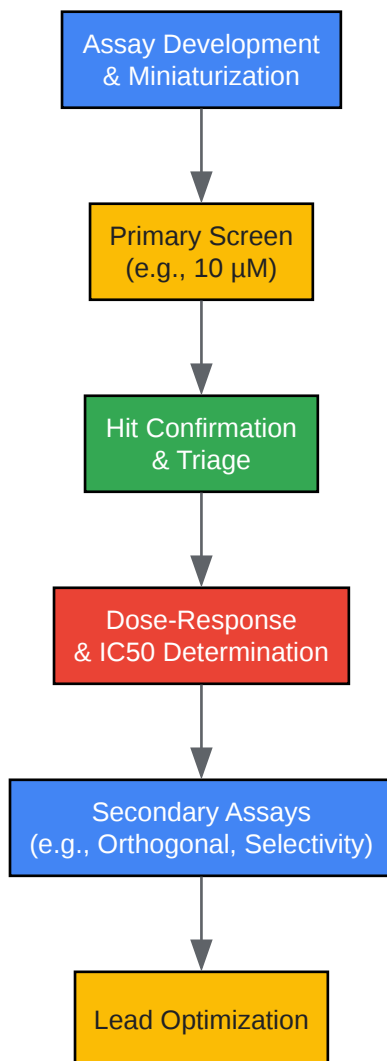 Assay Development
& Miniaturization
Primary Screen
(e.g., 10 µM)
Hit Confirmation
& Triage
Dose-Response
& IC50 Determination
Secondary Assays
(e.g., Orthogonal, Selectivity)
Lead Optimization